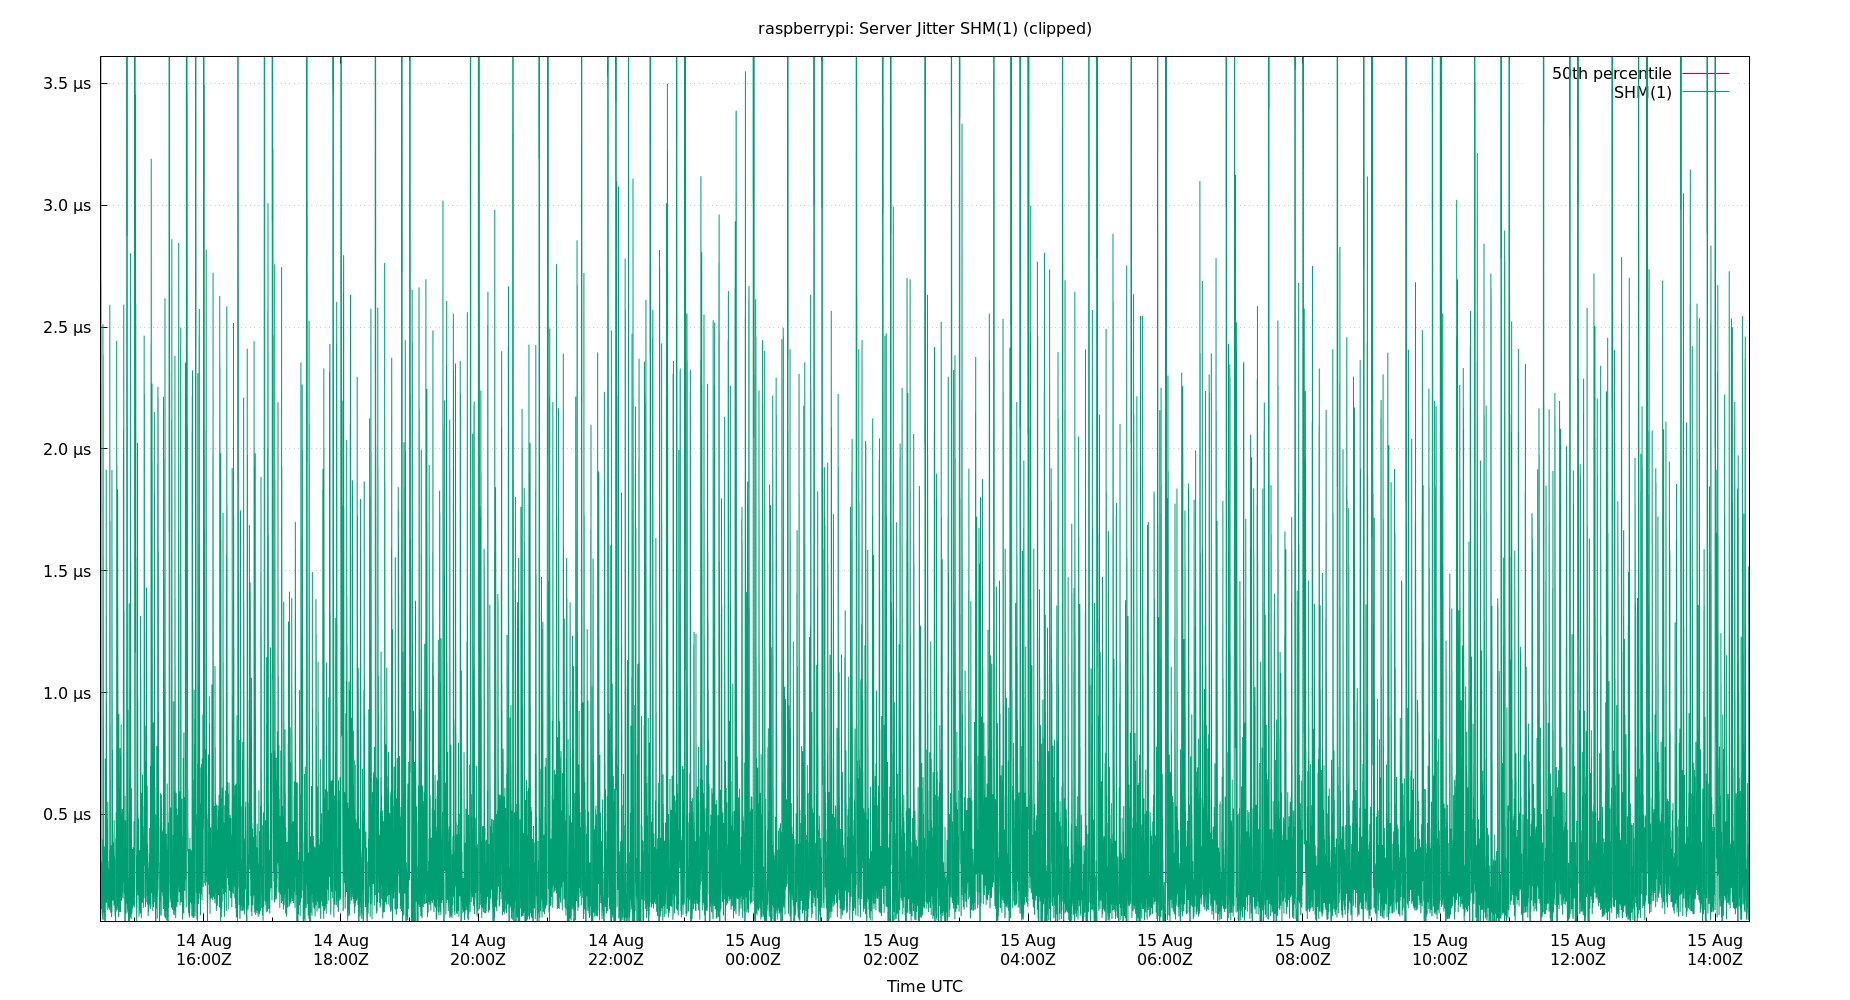 raspberrypi: Server Jitter SHM(1) (clipped)
50th percentile
SHM(1)
3.5 µs
3.0 µs
2.5 µs
2.0 µs
1.5 µs
1.0 µs
0.5 µs
14 Aug 14 Aug 14 Aug 14 Aug 15 Aug 15 Aug 15 Aug 15 Aug 15 Aug 15 Aug 15 Aug 15 Aug
16:00Z 18:00Z 20:00Z 22:00Z 00:00Z 02:00Z 04:00Z 06:00Z 08:00Z 10:00Z 12:00Z 14:00Z
Time UTC